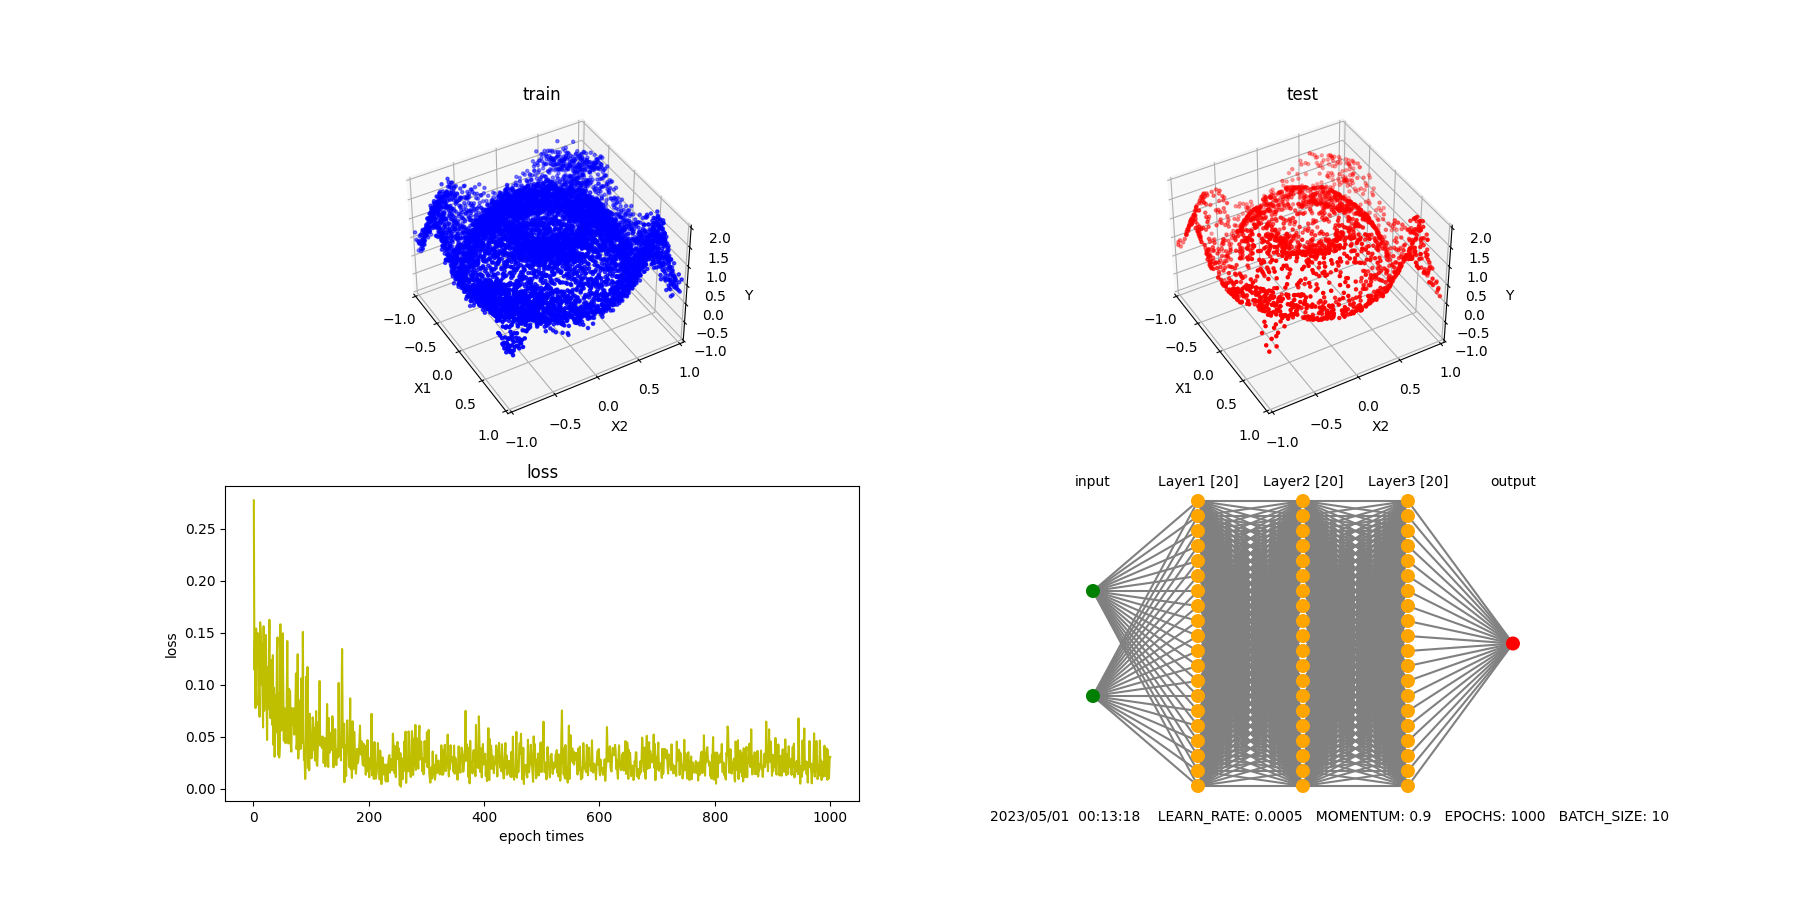 train
2.0
1.5
1.0
0.5
0.0
−0.5
−1.0
Y
−1.0
−0.5
0.0
0.5
1.0
X1
−1.0
−0.5
0.0
0.5
1.0
X2
test
2.0
1.5
1.0
0.5
0.0
−0.5
−1.0
Y
−1.0
−0.5
0.0
0.5
1.0
X1
−1.0
−0.5
0.0
0.5
1.0
X2
loss
0.25
0.20
0.15
0.10
0.05
0.00
loss
0 200 400 600 800 1000
epoch times
input Layer1 [20] Layer2 [20] Layer3 [20] output
2023/05/01 00:13:18 LEARN_RATE: 0.0005 MOMENTUM: 0.9 EPOCHS: 1000 BATCH_SIZE: 10